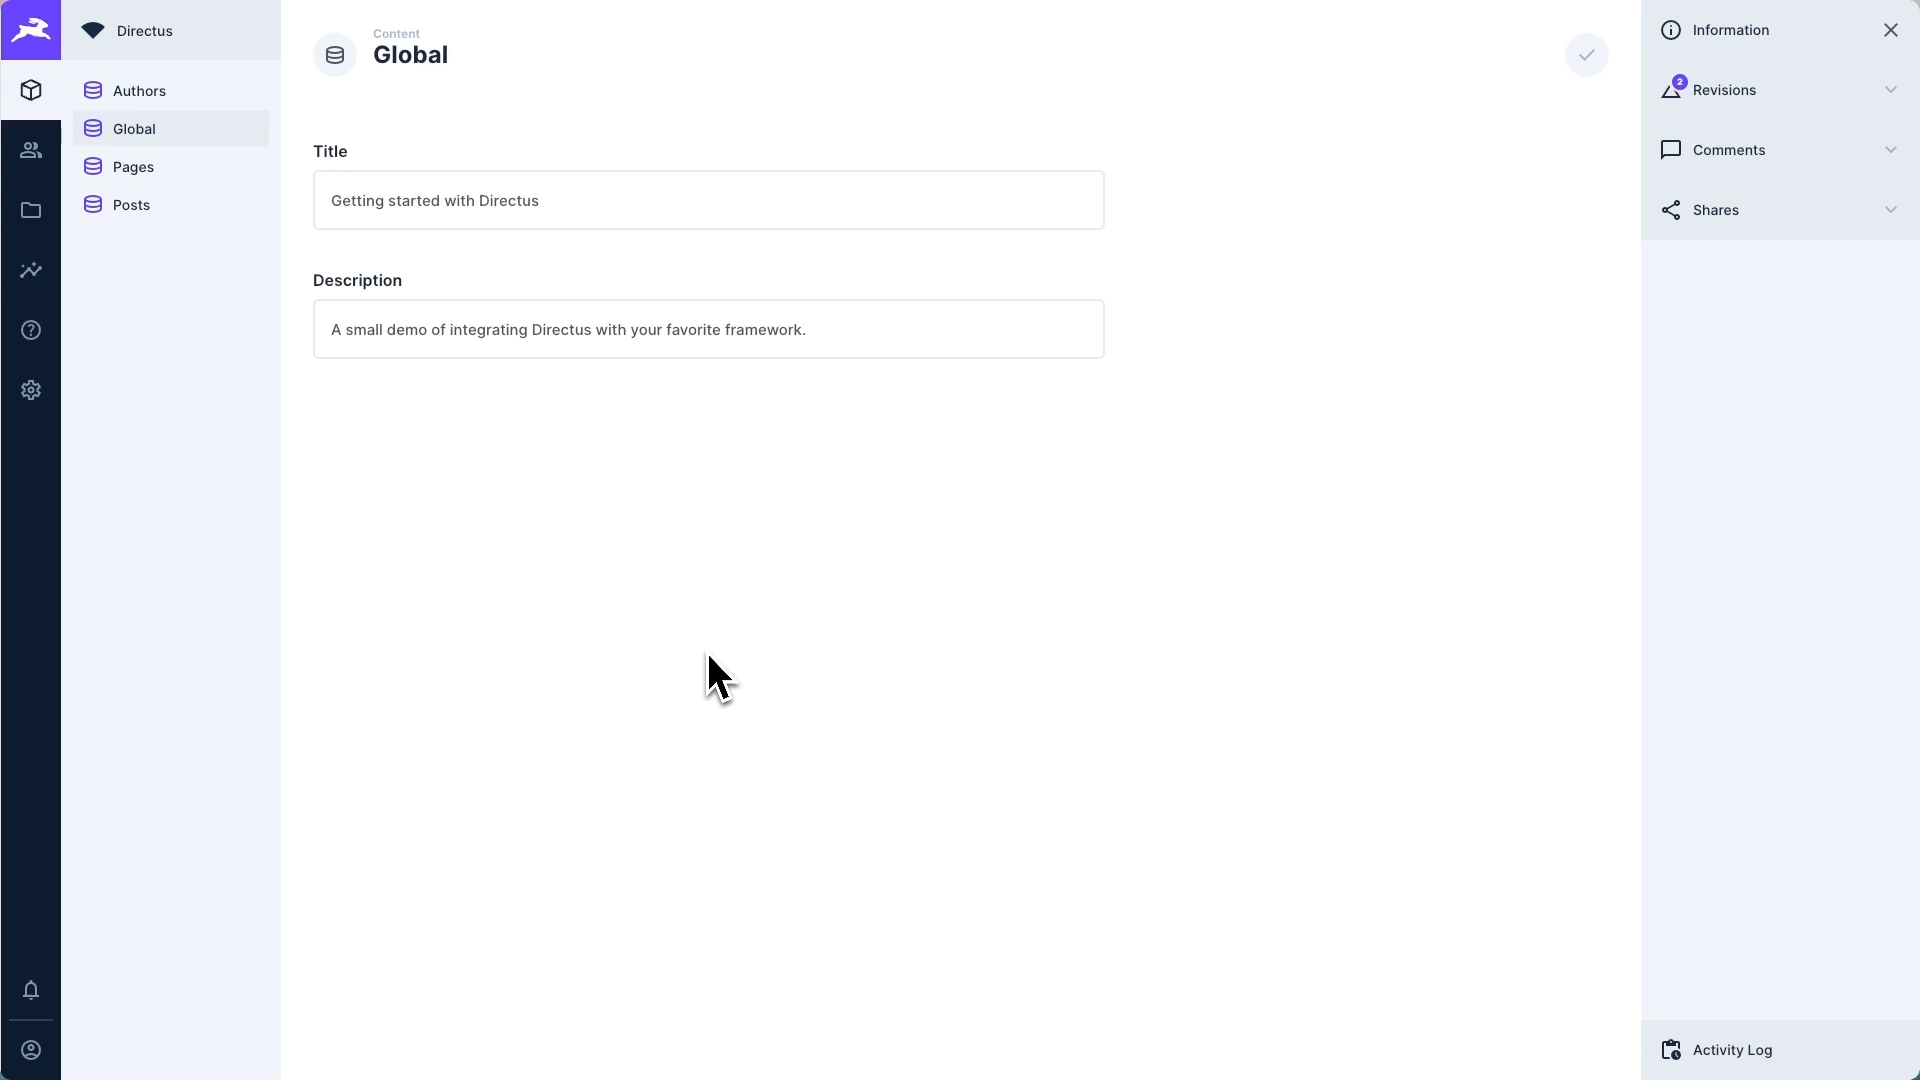 Directus
Authors
Global
Pages
Posts
Content
Global
Title
Getting started with Directus
Description
A small demo of integrating Directus with your favorite framework.
Information
2
Revisions
Comments
Shares
Activity Log